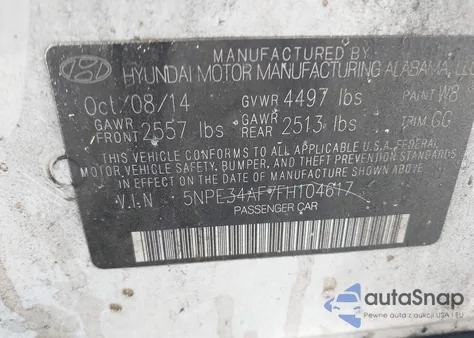 MANUFACTURED BY
HYUNDAI MOTOR MANUFACTURING ALABAMA, LLC
Oct/08/14 GVWR 4497 lbs PAINT W8
GAWR FRONT 2557 lbs GAWR REAR 2513 lbs TRIM GG
THIS VEHICLE CONFORMS TO ALL APPLICABLE U.S.A. FEDERAL
MOTOR VEHICLE SAFETY, BUMPER, AND THEFT PREVENTION STANDARDS
IN EFFECT ON THE DATE OF MANUFACTURE SHOWN ABOVE.
V.I.N 5NPE34AF7FH104617
PASSENGER CAR
autoSnap
Pewne auta z aukcji USA i EU